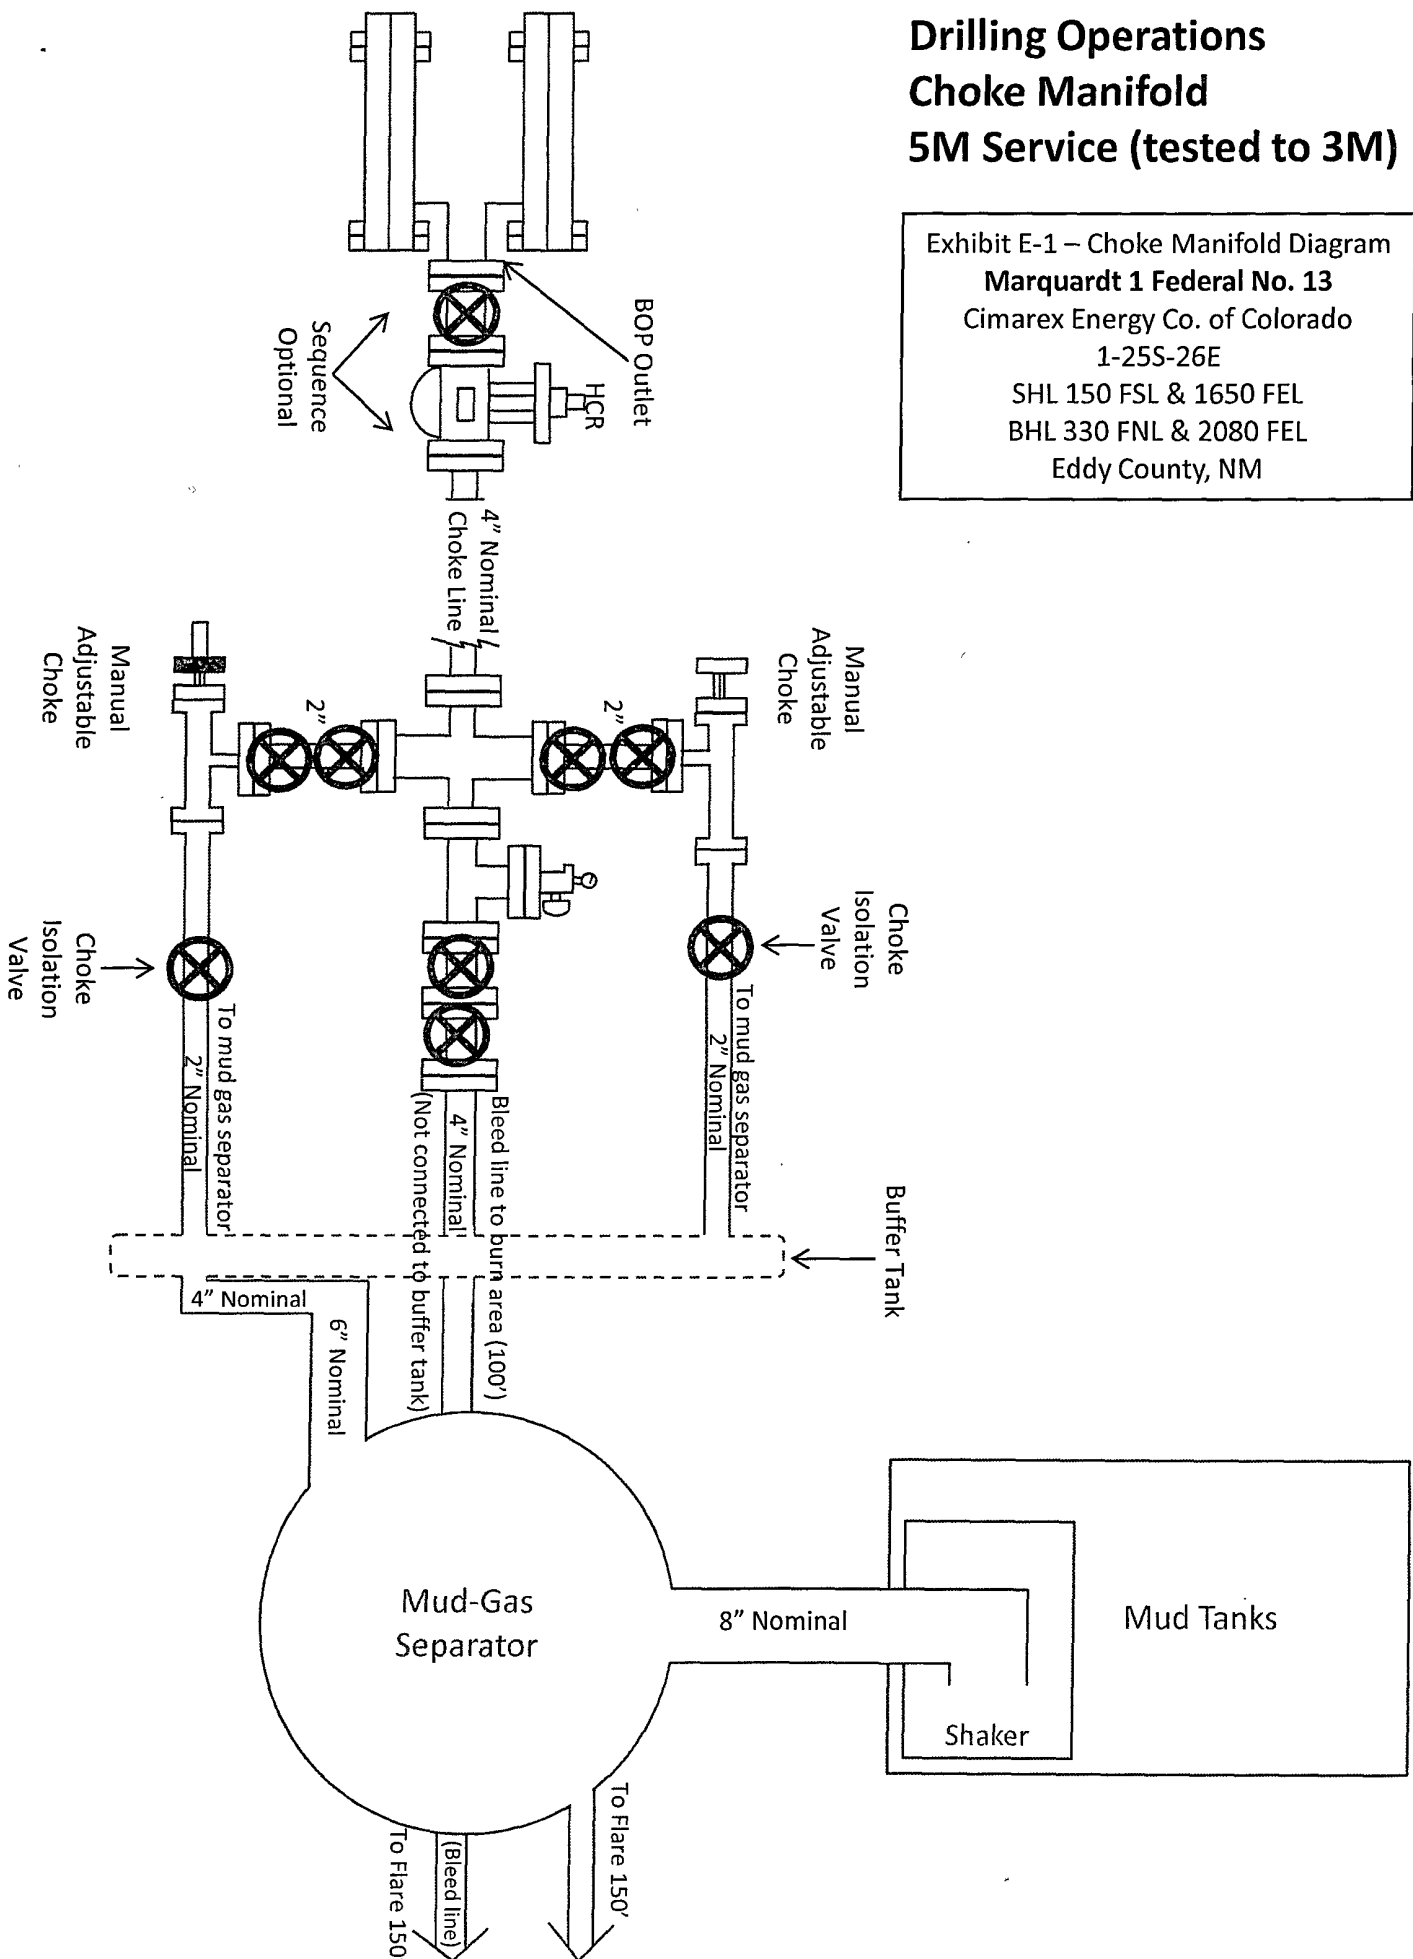 Drilling Operations
Choke Manifold
5M Service (tested to 3M)
Exhibit E-1 – Choke Manifold Diagram
Marquardt 1 Federal No. 13
Cimarex Energy Co. of Colorado
1-25S-26E
SHL 150 FSL & 1650 FEL
BHL 330 FNL & 2080 FEL
Eddy County, NM
BOP Outlet
HCR
Sequence
Optional
4" Nominal
Choke Line
Manual
Adjustable
Choke
Manual
Adjustable
Choke
2"
2"
Choke
Isolation
Valve
Choke
Isolation
Valve
To mud gas separator
2" Nominal
To mud gas separator
2" Nominal
Bleed line to burn area (100')
4" Nominal
(Not connected to buffer tank)
Buffer Tank
4" Nominal
6" Nominal
Mud-Gas
Separator
8" Nominal
Mud Tanks
Shaker
To Flare 150'
(Bleed line)
To Flare 150